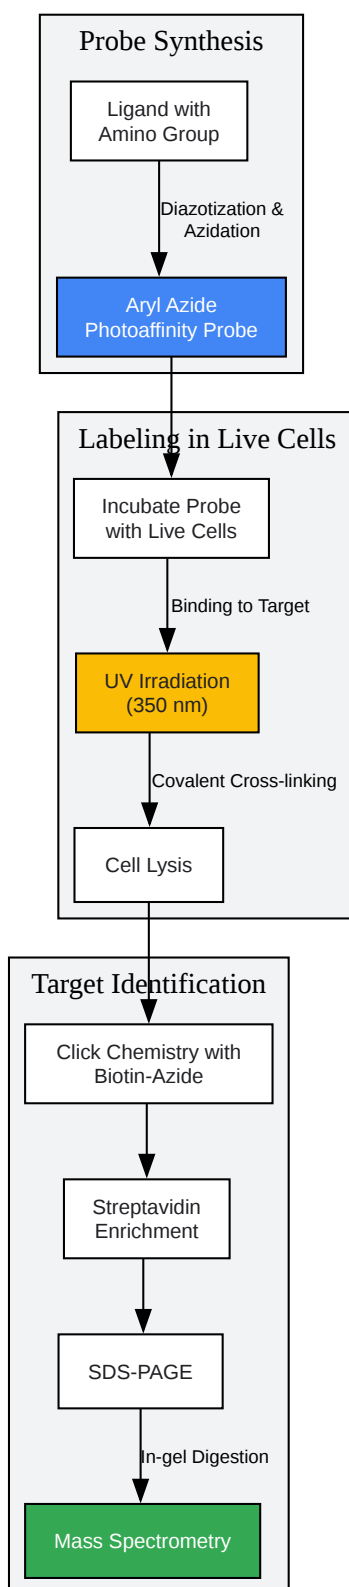 Probe Synthesis
Ligand with
Amino Group
Diazotization &
Azidation
Aryl Azide
Photoaffinity Probe
Labeling in Live Cells
Incubate Probe
with Live Cells
Binding to Target
UV Irradiation
(350 nm)
Covalent Cross-linking
Cell Lysis
Target Identification
Click Chemistry with
Biotin-Azide
Streptavidin
Enrichment
SDS-PAGE
In-gel Digestion
Mass Spectrometry